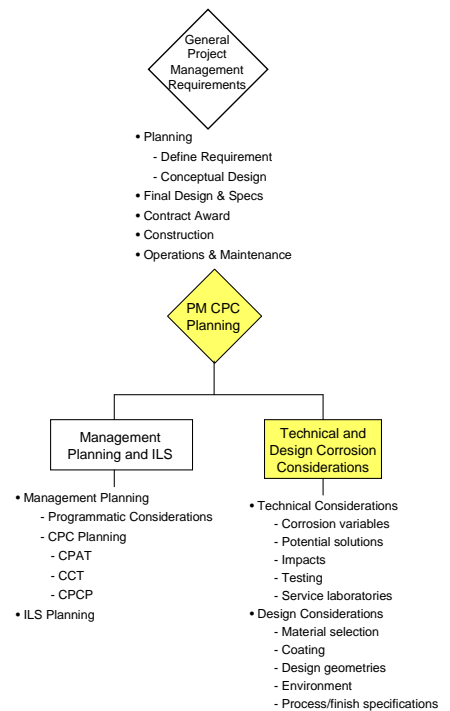 General
Project
Management
Requirements
• Planning
- Define Requirement
- Conceptual Design
• Final Design & Specs
• Contract Award
• Construction
• Operations & Maintenance
PM CPC
Planning
Management
Planning and ILS
• Management Planning
- Programmatic Considerations
- CPC Planning
- CPAT
- CCT
- CPCP
• ILS Planning
Technical and
Design Corrosion
Considerations
• Technical Considerations
- Corrosion variables
- Potential solutions
- Impacts
- Testing
- Service laboratories
• Design Considerations
- Material selection
- Coating
- Design geometries
- Environment
- Process/finish specifications